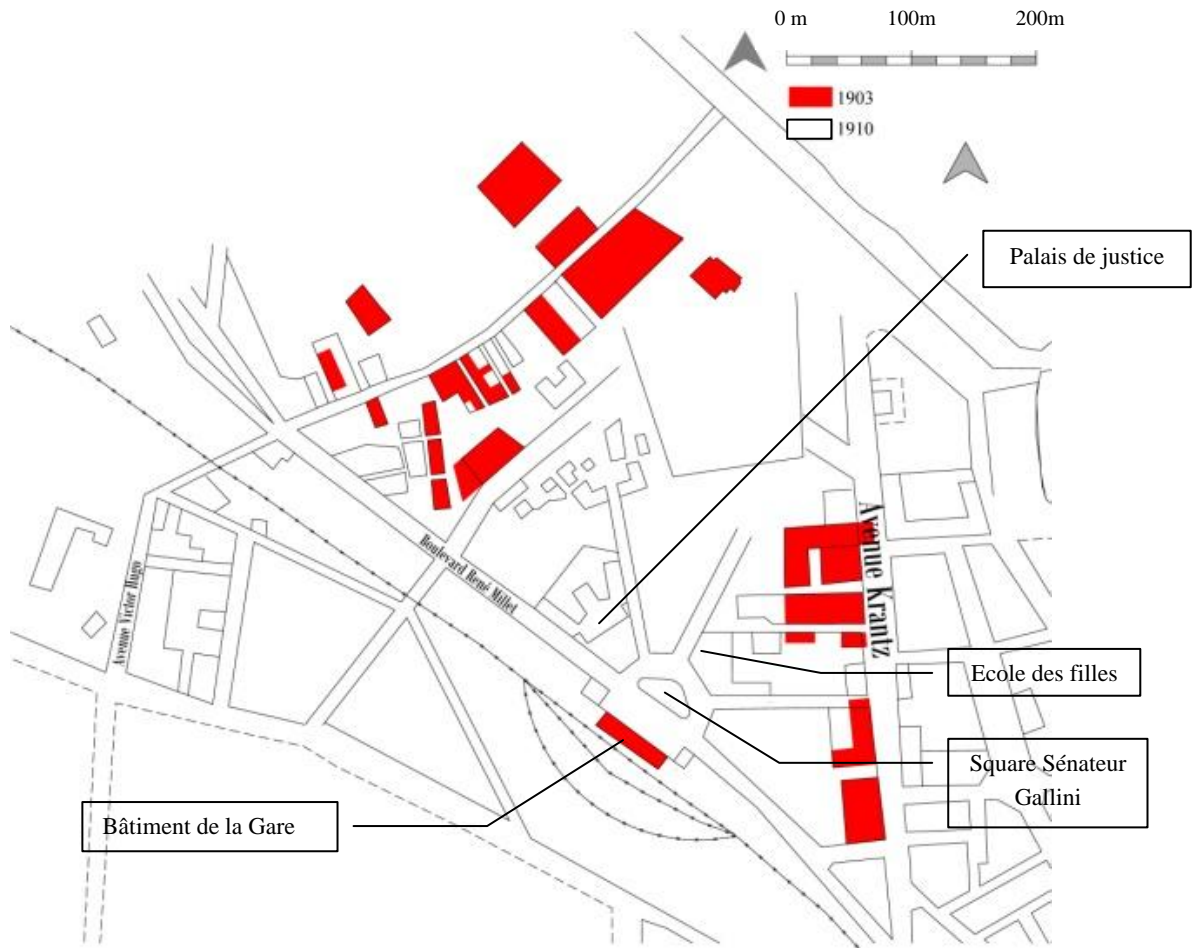 0 m 100m 200m
1903
1910
Palais de justice
Avenue Krantz
Boulevard René Millet
Avenue Victor Hugo
Ecole des filles
Square Sénateur
Gallini
Bâtiment de la Gare